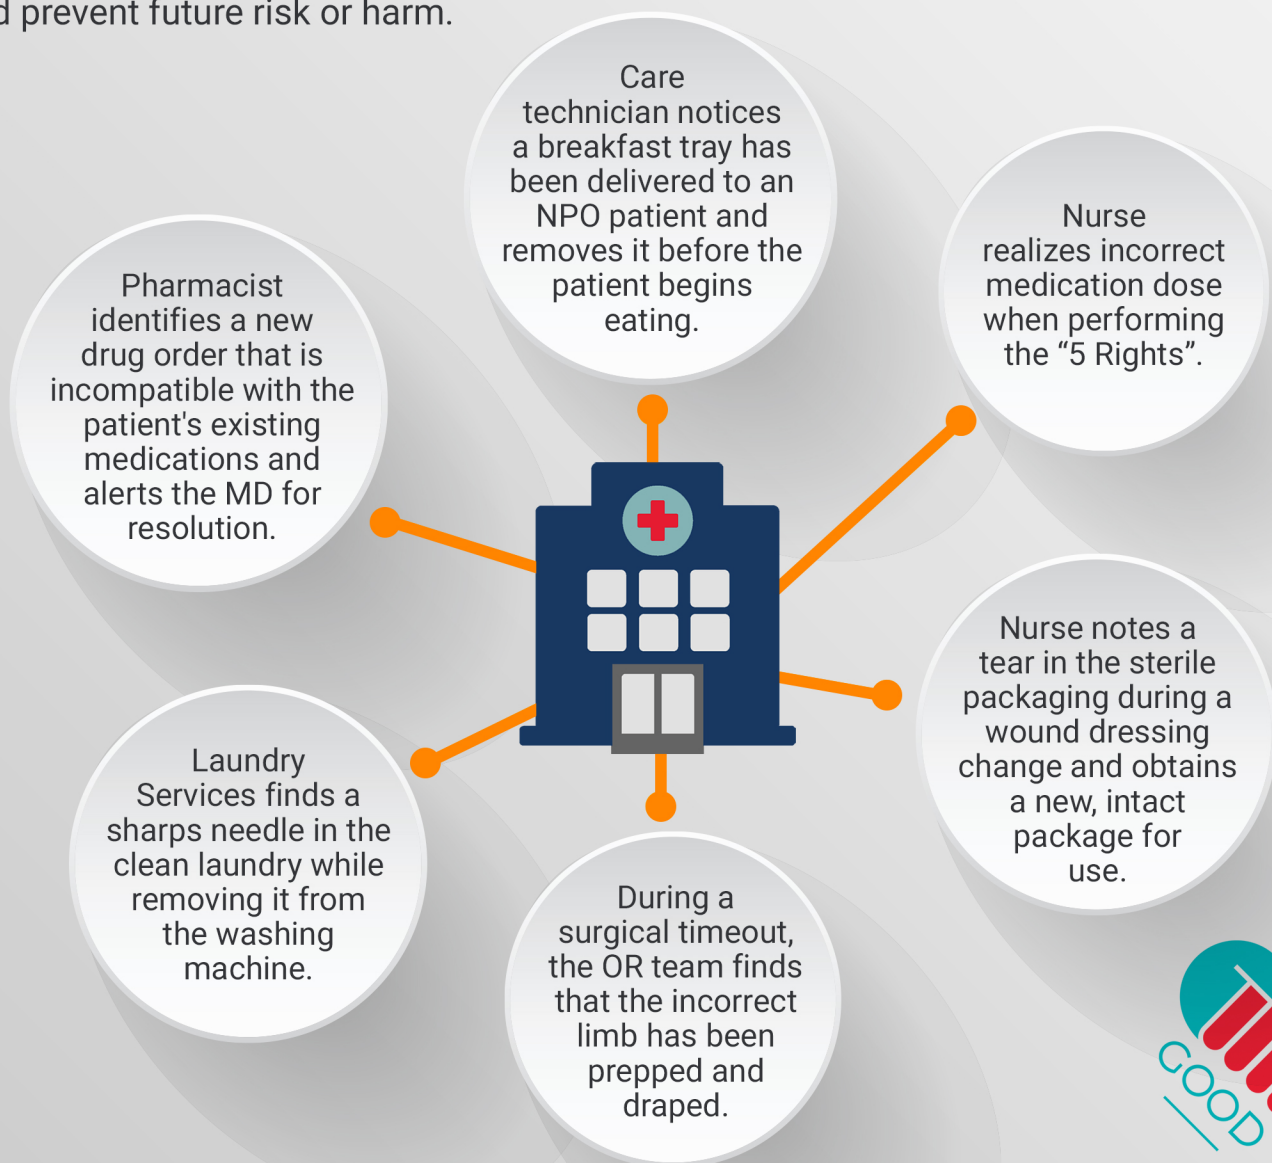 d prevent future risk or harm.
Care
technician notices
a breakfast tray has
been delivered to an
NPO patient and
removes it before the
patient begins
eating.
Nurse
realizes incorrect
medication dose
when performing
the “5 Rights”.
Pharmacist
identifies a new
drug order that is
incompatible with the
patient's existing
medications and
alerts the MD for
resolution.
Nurse notes a
tear in the sterile
packaging during a
wound dressing
change and obtains
a new, intact
package for
use.
Laundry
Services finds a
sharps needle in the
clean laundry while
removing it from
the washing
machine.
During a
surgical timeout,
the OR team finds
that the incorrect
limb has been
prepped and
draped.
GOOD